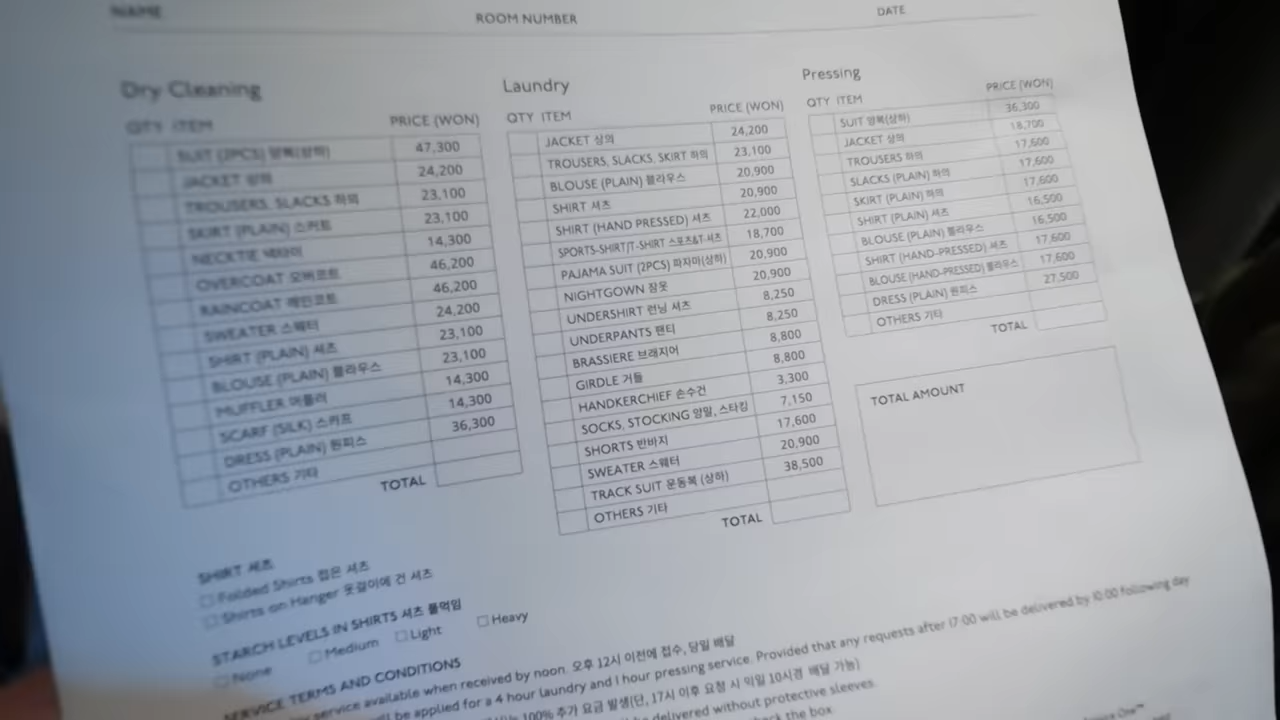 NAME ROOM NUMBER DATE
Dry Cleaning
QTY ITEM PRICE (WON)
SUIT (2PCS) 양복(상하) 47,300
JACKET 상의 24,200
TROUSERS, SLACKS 하의 23,100
SKIRT (PLAIN) 스커트 23,100
NECKTIE 넥타이 14,300
OVERCOAT 오버코트 46,200
RAINCOAT 레인코트 46,200
SWEATER 스웨터 24,200
SHIRT (PLAIN) 셔츠 23,100
BLOUSE (PLAIN) 블라우스 23,100
MUFFLER 머플러 14,300
SCARF (SILK) 스카프 14,300
DRESS (PLAIN) 원피스 36,300
OTHERS 기타
TOTAL
Laundry
QTY ITEM PRICE (WON)
JACKET 상의 24,200
TROUSERS, SLACKS, SKIRT 하의 23,100
BLOUSE (PLAIN) 블라우스 20,900
SHIRT 셔츠 20,900
SHIRT (HAND PRESSED) 셔츠 22,000
SPORTS-SHIRT/T-SHIRT 스포츠&T-셔츠 18,700
PAJAMA SUIT (2PCS) 파자마(상하) 20,900
NIGHTGOWN 잠옷 20,900
UNDERSHIRT 런닝 셔츠 8,250
UNDERPANTS 팬티 8,250
BRASSIERE 브래지어 8,800
GIRDLE 거들 8,800
HANDKERCHIEF 손수건 3,300
SOCKS, STOCKING 양말, 스타킹 7,150
SHORTS 반바지 17,600
SWEATER 스웨터 20,900
TRACK SUIT 운동복 (상하) 38,500
OTHERS 기타
TOTAL
Pressing
QTY ITEM PRICE (WON)
SUIT 양복(상하) 36,300
JACKET 상의 18,700
TROUSERS 하의 17,600
SLACKS (PLAIN) 하의 17,600
SKIRT (PLAIN) 하의 17,600
SHIRT (PLAIN) 셔츠 16,500
BLOUSE (PLAIN) 블라우스 16,500
SHIRT (HAND-PRESSED) 셔츠 17,600
BLOUSE (HAND-PRESSED) 블라우스 17,600
DRESS (PLAIN) 원피스 27,500
OTHERS 기타
TOTAL
TOTAL AMOUNT
SHIRT 셔츠
Folded Shirts 접은 셔츠
Shirts on Hanger 옷걸이에 건 셔츠
STARCH LEVELS IN SHIRTS 셔츠 풀먹임
None Medium Light Heavy
SERVICE TERMS AND CONDITIONS
service available when received by noon. 오후 12시 이전에 접수, 당일 배달
will be applied for a 4 hour laundry and 1 hour pressing service. Provided that any requests after 17:00 will be delivered by 10:00 following day
100% 추가 요금 발생(단, 17시 이후 요청 시 익일 10시경 배달 가능)
be delivered without protective sleeves.
check the box